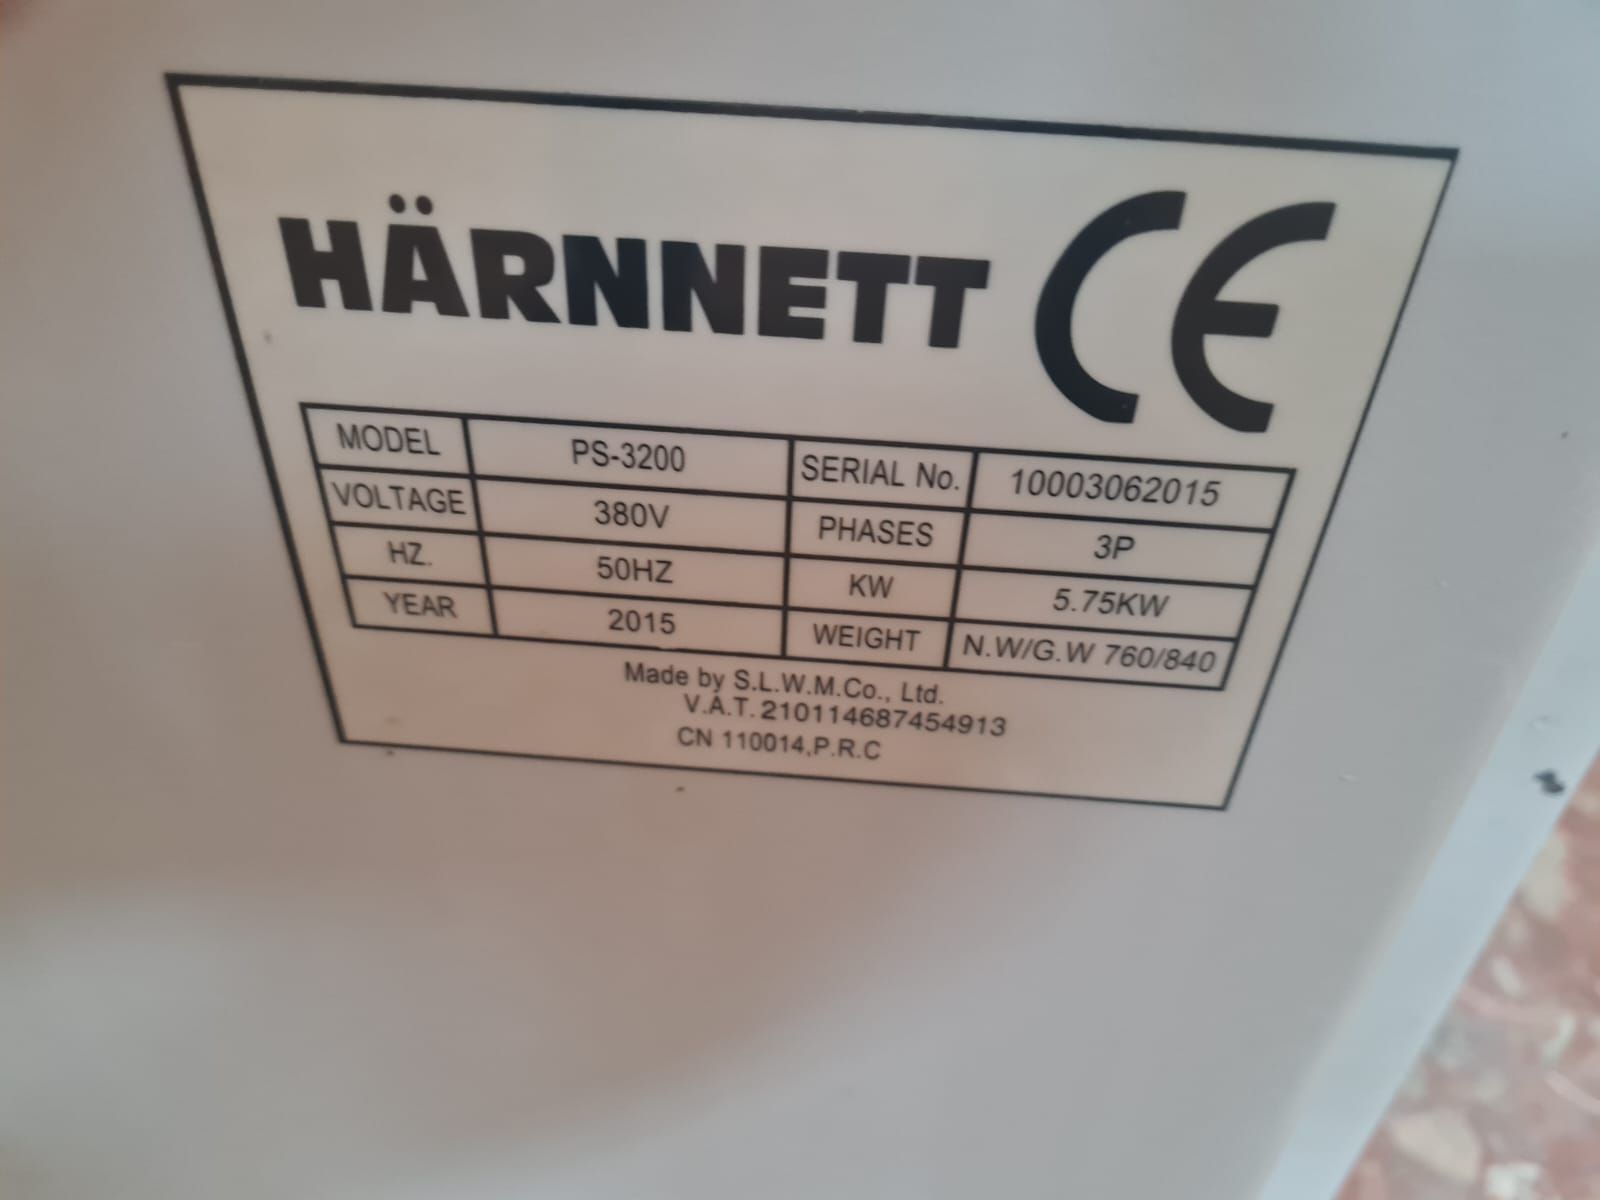 HÄRNNETT CE
MODEL PS-3200 SERIAL No. 10003062015
VOLTAGE 380V PHASES 3P
HZ. 50HZ KW 5.75KW
YEAR 2015 WEIGHT N.W/G.W 760/840
Made by S.L.W.M.Co., Ltd.
V.A.T.210114687454913
CN 110014,P.R.C